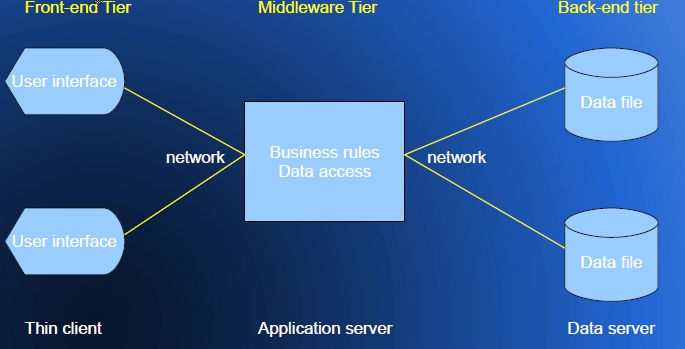 Front-end Tier
Middleware Tier
Back-end tier
User interface
Data file
network
Business rules
Data access
network
User interface
Data file
Thin client
Application server
Data server